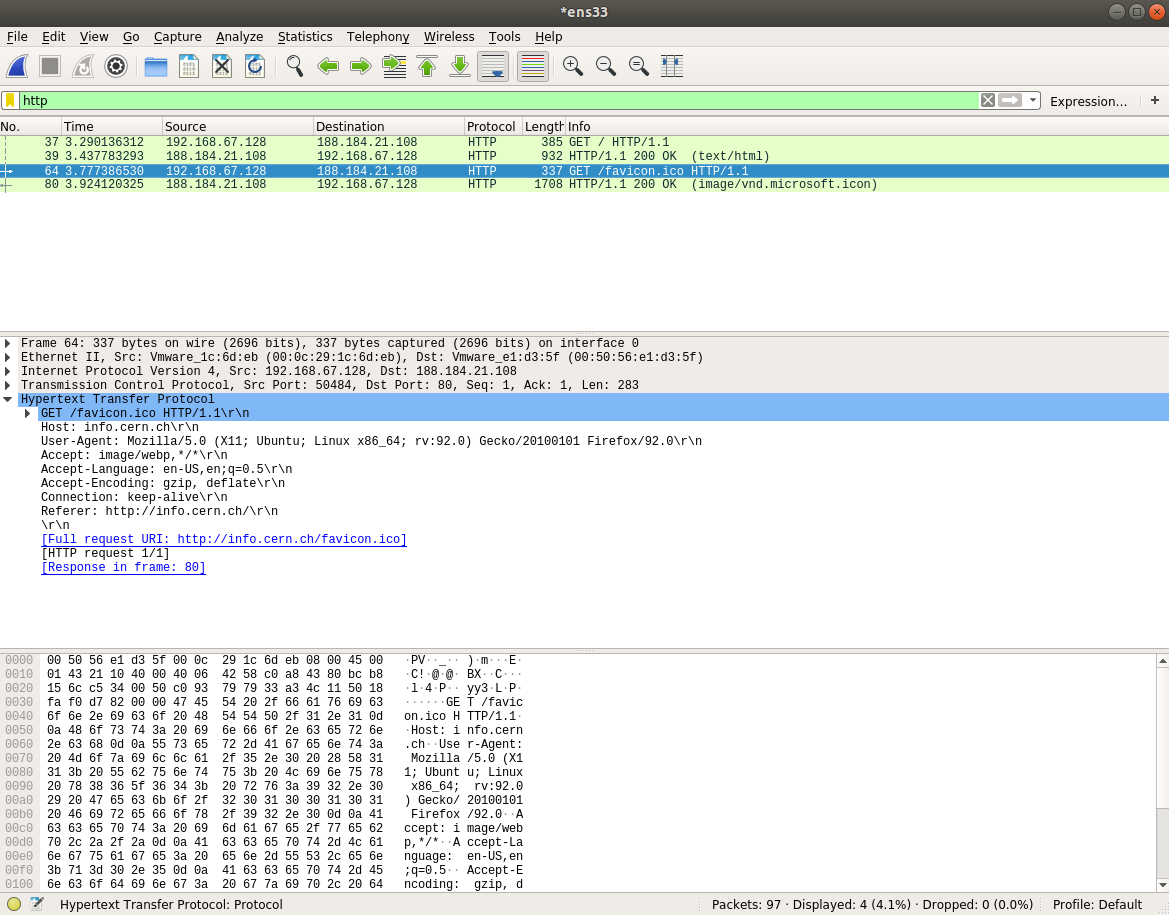 *ens33
File Edit View Go Capture Analyze Statistics Telephony Wireless Tools Help
http Expression… +
No. Time Source Destination Protocol Length Info
37 3.290136312 192.168.67.128 188.184.21.108 HTTP 385 GET / HTTP/1.1
39 3.437783293 188.184.21.108 192.168.67.128 HTTP 932 HTTP/1.1 200 OK (text/html)
64 3.777386530 192.168.67.128 188.184.21.108 HTTP 337 GET /favicon.ico HTTP/1.1
80 3.924120325 188.184.21.108 192.168.67.128 HTTP 1708 HTTP/1.1 200 OK (image/vnd.microsoft.icon)
Frame 64: 337 bytes on wire (2696 bits), 337 bytes captured (2696 bits) on interface 0
Ethernet II, Src: Vmware_1c:6d:eb (00:0c:29:1c:6d:eb), Dst: Vmware_e1:d3:5f (00:50:56:e1:d3:5f)
Internet Protocol Version 4, Src: 192.168.67.128, Dst: 188.184.21.108
Transmission Control Protocol, Src Port: 50484, Dst Port: 80, Seq: 1, Ack: 1, Len: 283
Hypertext Transfer Protocol
GET /favicon.ico HTTP/1.1\r\n
Host: info.cern.ch\r\n
User-Agent: Mozilla/5.0 (X11; Ubuntu; Linux x86_64; rv:92.0) Gecko/20100101 Firefox/92.0\r\n
Accept: image/webp,*/*\r\n
Accept-Language: en-US,en;q=0.5\r\n
Accept-Encoding: gzip, deflate\r\n
Connection: keep-alive\r\n
Referer: http://info.cern.ch/\r\n
\r\n
[Full request URI: http://info.cern.ch/favicon.ico]
[HTTP request 1/1]
[Response in frame: 80]
0000 00 50 56 e1 d3 5f 00 0c 29 1c 6d eb 08 00 45 00 ·PV··_·· )·m···E·
0010 01 43 21 10 40 00 40 06 42 58 c0 a8 43 80 bc b8 ·C!·@·@· BX··C···
0020 15 6c c5 34 00 50 c0 93 79 79 33 a3 4c 11 50 18 ·l·4·P·· yy3·L·P·
0030 fa f0 d7 82 00 00 47 45 54 20 2f 66 61 76 69 63 ······GE T /favic
0040 6f 6e 2e 69 63 6f 20 48 54 54 50 2f 31 2e 31 0d on.ico H TTP/1.1·
0050 0a 48 6f 73 74 3a 20 69 6e 66 6f 2e 63 65 72 6e ·Host: i nfo.cern
0060 2e 63 68 0d 0a 55 73 65 72 2d 41 67 65 6e 74 3a .ch··Use r-Agent:
0070 20 4d 6f 7a 69 6c 6c 61 2f 35 2e 30 20 28 58 31 Mozilla /5.0 (X1
0080 31 3b 20 55 62 75 6e 74 75 3b 20 4c 69 6e 75 78 1; Ubunt u; Linux
0090 20 78 38 36 5f 36 34 3b 20 72 76 3a 39 32 2e 30 x86_64; rv:92.0
00a0 29 20 47 65 63 6b 6f 2f 32 30 31 30 30 31 30 31 ) Gecko/ 20100101
00b0 20 46 69 72 65 66 6f 78 2f 39 32 2e 30 0d 0a 41 Firefox /92.0··A
00c0 63 63 65 70 74 3a 20 69 6d 61 67 65 2f 77 65 62 ccept: i mage/web
00d0 70 2c 2a 2f 2a 0d 0a 41 63 63 65 70 74 2d 4c 61 p,*/*··A ccept-La
00e0 6e 67 75 61 67 65 3a 20 65 6e 2d 55 53 2c 65 6e nguage: en-US,en
00f0 3b 71 3d 30 2e 35 0d 0a 41 63 63 65 70 74 2d 45 ;q=0.5·· Accept-E
0100 6e 63 6f 64 69 6e 67 3a 20 67 7a 69 70 2c 20 64 ncoding: gzip, d
Hypertext Transfer Protocol: Protocol Packets: 97 · Displayed: 4 (4.1%) · Dropped: 0 (0.0%) Profile: Default